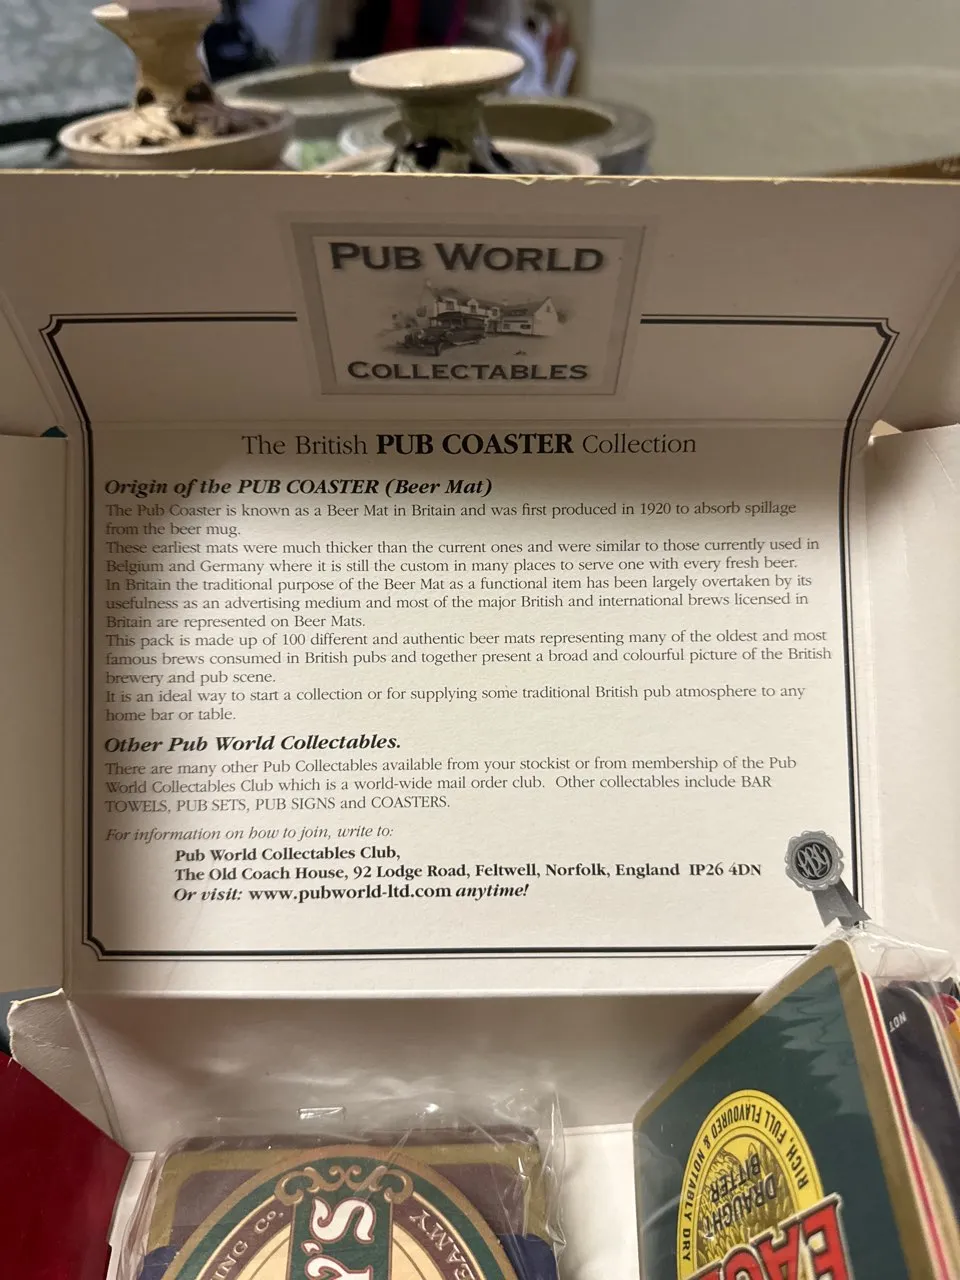 PUB WORLD
COLLECTABLES
The British PUB COASTER Collection
Origin of the PUB COASTER (Beer Mat)
The Pub Coaster is known as a Beer Mat in Britain and was first produced in 1920 to absorb spillage
from the beer mug.
These earliest mats were much thicker than the current ones and were similar to those currently used in
Belgium and Germany where it is still the custom in many places to serve one with every fresh beer.
In Britain the traditional purpose of the Beer Mat as a functional item has been largely overtaken by its
usefulness as an advertising medium and most of the major British and international brews licensed in
Britain are represented on Beer Mats.
This pack is made up of 100 different and authentic beer mats representing many of the oldest and most
famous brews consumed in British pubs and together present a broad and colourful picture of the British
brewery and pub scene.
It is an ideal way to start a collection or for supplying some traditional British pub atmosphere to any
home bar or table.
Other Pub World Collectables.
There are many other Pub Collectables available from your stockist or from membership of the Pub
World Collectables Club which is a world-wide mail order club. Other collectables include BAR
TOWELS, PUB SETS, PUB SIGNS and COASTERS.
For information on how to join, write to:
Pub World Collectables Club,
The Old Coach House, 92 Lodge Road, Feltwell, Norfolk, England IP26 4DN
Or visit: www.pubworld-ltd.com anytime!
NOT
RICH, FULL FLAVOURED & NOTABLY DRY
DRAUGHT
BITTER